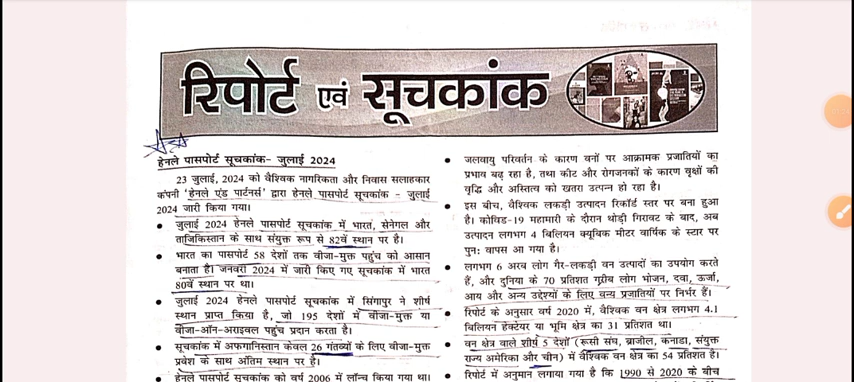 रिपोर्ट एवं सूचकांक
हेनले पासपोर्ट सूचकांक- जुलाई 2024
23 जुलाई, 2024 को वैश्विक नागरिकता और निवास सलाहकार
कंपनी 'हेनले एंड पार्टनर्स' द्वारा हेनले पासपोर्ट सूचकांक - जुलाई
2024 जारी किया गया।
• जुलाई 2024 हेनले पासपोर्ट सूचकांक में भारत, सेनेगल और
ताजिकिस्तान के साथ संयुक्त रूप से 82वें स्थान पर है।
• भारत का पासपोर्ट 58 देशों तक वीजा-मुक्त पहुंच को आसान
बनाता है। जनवरी 2024 में जारी किए गए सूचकांक में भारत
80वें स्थान पर था।
• जुलाई 2024 हेनले पासपोर्ट सूचकांक में सिंगापुर ने शीर्ष
स्थान प्राप्त किया है, जो 195 देशों में वीजा-मुक्त या
वीजा-ऑन-अराइवल पहुंच प्रदान करता है।
• सूचकांक में अफगानिस्तान केवल 26 गंतव्यों के लिए वीजा-मुक्त
प्रवेश के साथ अंतिम स्थान पर है।
• हेनले पासपोर्ट सूचकांक को वर्ष 2006 में लॉन्च किया गया था।
• जलवायु परिवर्तन के कारण वनों पर आक्रामक प्रजातियों का
प्रभाव बढ़ रहा है, तथा कीट और रोगजनकों के कारण वृक्षों की
वृद्धि और अस्तित्व को खतरा उत्पन्न हो रहा है।
• इस बीच, वैश्विक लकड़ी उत्पादन रिकॉर्ड स्तर पर बना हुआ
है। कोविड-19 महामारी के दौरान थोड़ी गिरावट के बाद, अब
उत्पादन लगभग 4 बिलियन क्यूबिक मीटर वार्षिक के स्टार पर
पुनः वापस आ गया है।
• लगभग 6 अरब लोग गैर-लकड़ी वन उत्पादों का उपयोग करते
हैं, और दुनिया के 70 प्रतिशत गरीब लोग भोजन, दवा, ऊर्जा,
आय और अन्य उद्देश्यों के लिए वन्य प्रजातियों पर निर्भर हैं।
• रिपोर्ट के अनुसार वर्ष 2020 में, वैश्विक वन क्षेत्र लगभग 4.1
बिलियन हेक्टेयर या भूमि क्षेत्र का 31 प्रतिशत था।
• वन क्षेत्र वाले शीर्ष 5 देशों (रूसी संघ, ब्राजील, कनाडा, संयुक्त
राज्य अमेरिका और चीन) में वैश्विक वन क्षेत्र का 54 प्रतिशत है।
• रिपोर्ट में अनुमान लगाया गया है कि 1990 से 2020 के बीच